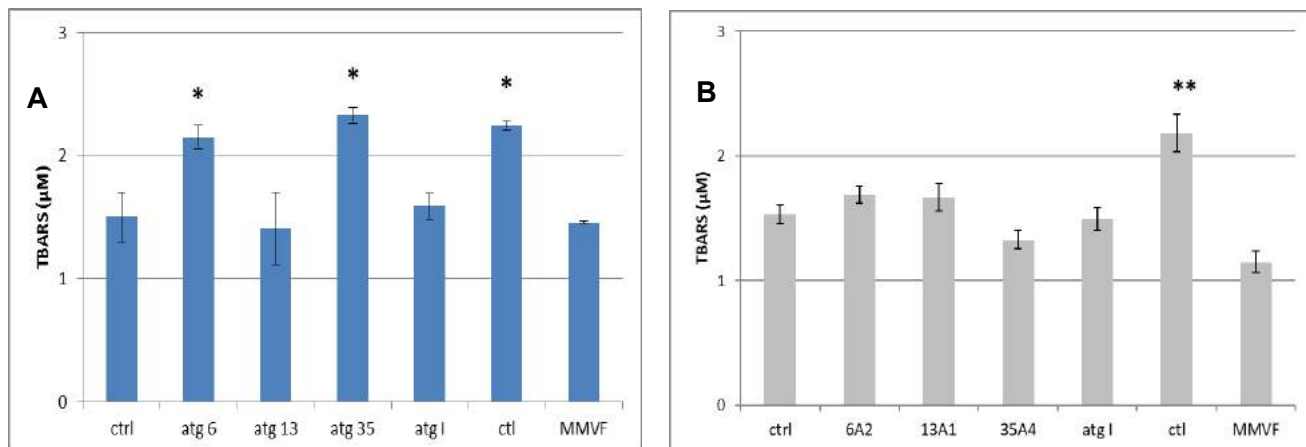 A
TBARS (µM)
3
2
1
0
*
*
*
ctrl atg 6 atg 13 atg 35 atg I ctl MMVF
B
TBARS (µM)
3
2
1
0
**
ctrl 6A2 13A1 35A4 atg I ctl MMVF